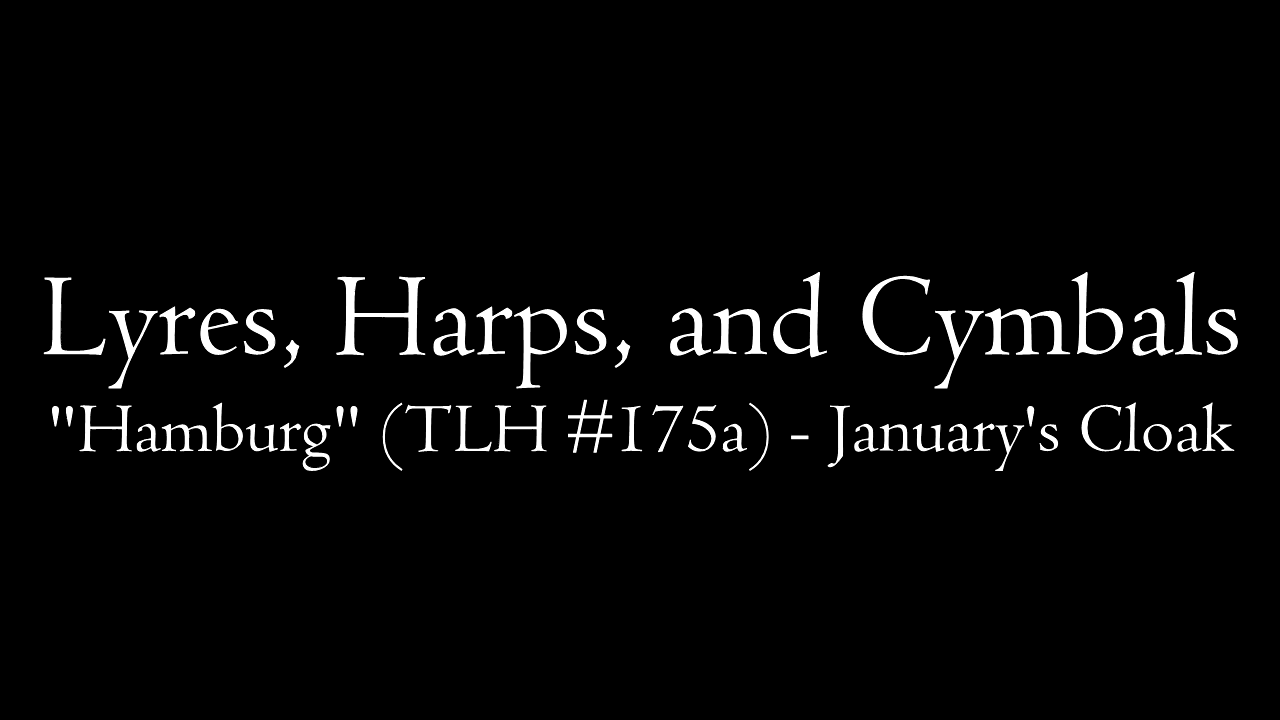 Lyres, Harps, and Cymbals
"Hamburg" (TLH #175a) - January's Cloak